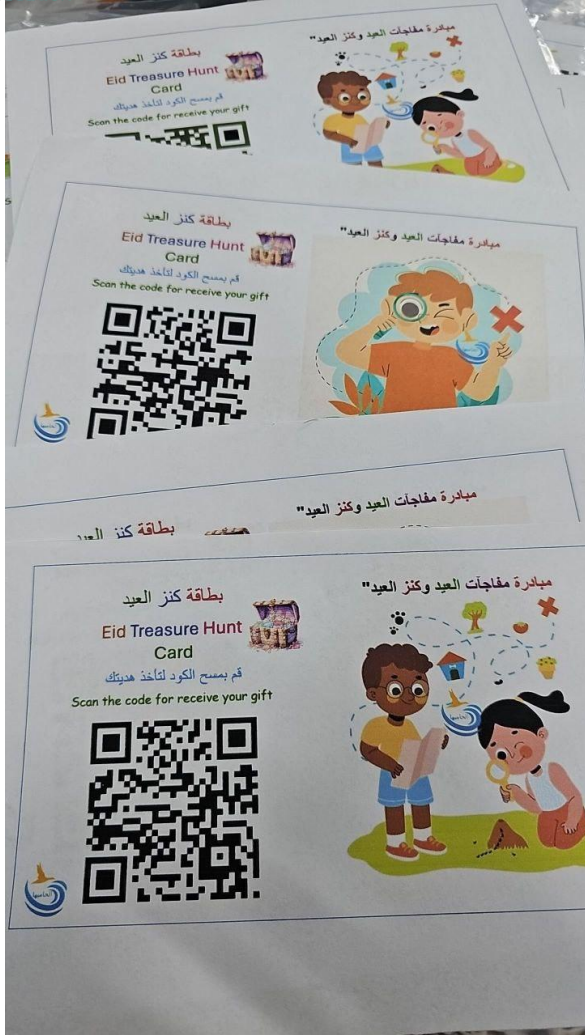 بطاقة كنز العيد
Eid Treasure Hunt
Card
قم بمسح الكود لتأخذ هديتك
Scan the code for receive your gift
مبادرة مفاجآت العيد وكنز العيد"
بطاقة كنز العيد
Eid Treasure Hunt
Card
قم بمسح الكود لتأخذ هديتك
Scan the code for receive your gift
مبادرة مفاجآت العيد وكنز العيد"
بطاقة كنز العيد
مبادرة مفاجآت العيد وكنز العيد"
بطاقة كنز العيد
Eid Treasure Hunt
Card
قم بمسح الكود لتأخذ هديتك
Scan the code for receive your gift
مبادرة مفاجآت العيد وكنز العيد"